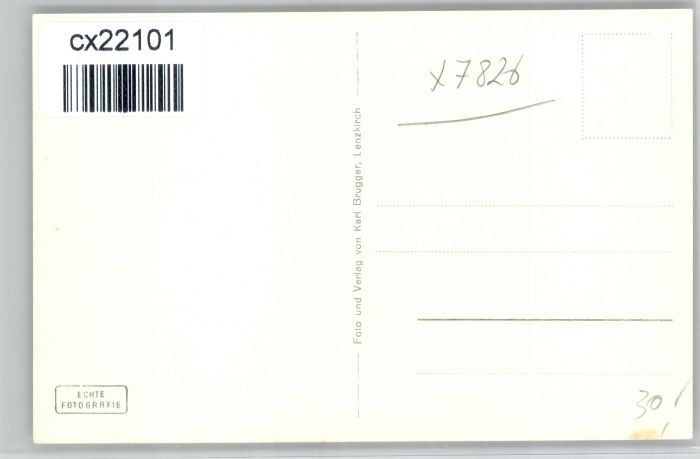 cx22101
x7826
Foto und Verlag von Karl Brugger, Lenzkirch
ECHTE
FOTOGRAFIE
30